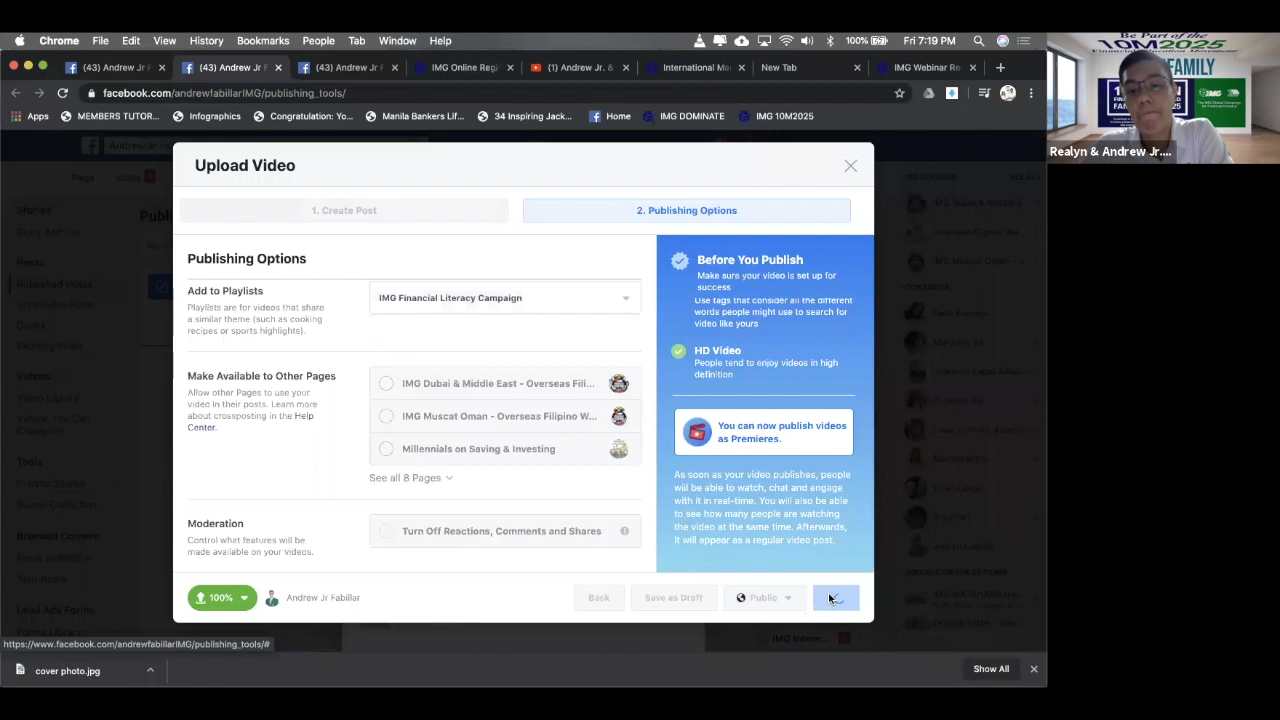 Chrome File Edit View History Bookmarks People Tab Window Help 100% Fri 7:19 PM
(43) Andrew Jr F (43) Andrew Jr F (43) Andrew Jr F IMG Online Regi (1) Andrew Jr. & International Ma New Tab IMG Webinar Re
facebook.com/andrewfabillarIMG/publishing_tools/
Apps MEMBERS TUTOR... Infographics Congratulation: Yo... Manila Bankers Lif... 34 Inspiring Jack... Home IMG DOMINATE IMG 10M2025
Be Part of the
10M2025
FAMILY
Realyn & Andrew Jr....
Upload Video
1. Create Post
2. Publishing Options
Publishing Options
Add to Playlists
Playlists are for videos that share
a similar theme (such as cooking
recipes or sports highlights).
IMG Financial Literacy Campaign
Make Available to Other Pages
Allow other Pages to use your
video in their posts. Learn more
about crossposting in the Help
Center.
IMG Dubai & Middle East - Overseas Fili...
IMG Muscat Oman - Overseas Filipino W...
Millennials on Saving & Investing
See all 8 Pages
Moderation
Control what features will be
made available on your videos.
Turn Off Reactions, Comments and Shares
Before You Publish
Make sure your video is set up for
success
Use tags that consider all the different
words people might use to search for
video like yours
HD Video
People tend to enjoy videos in high
definition
You can now publish videos
as Premieres.
As soon as your video publishes, people
will be able to watch, chat and engage
with it in real-time. You will also be able
to see how many people are watching
the video at the same time. Afterwards,
it will appear as a regular video post.
100% Andrew Jr Fabillar Back Save as Draft Public
https://www.facebook.com/andrewfabillarIMG/publishing_tools/#
cover photo.jpg
Show All